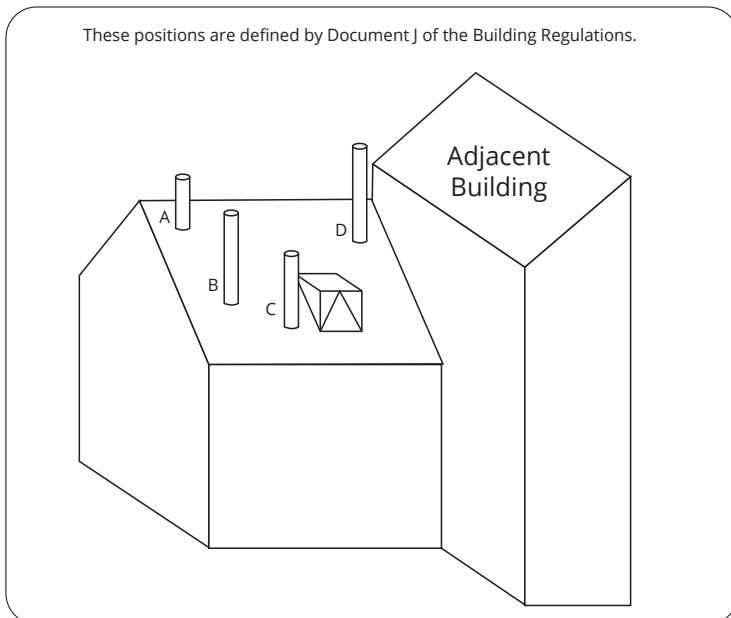 These positions are defined by Document J of the Building Regulations.
Adjacent
Building
A
D
B
C